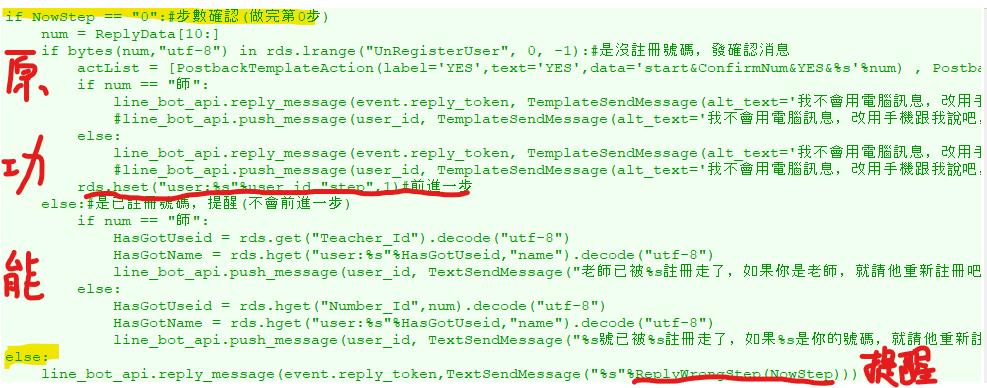 if NowStep == "0":#步數確認(做完第0步)
num = ReplyData[10:]
if bytes(num,"utf-8") in rds.lrange("UnRegisterUser", 0, -1):#是沒註冊號碼，發確認消息
actList = [PostbackTemplateAction(label='YES',text='YES',data='start&ConfirmNum&YES&%s'%num) , Postba
if num == "師":
line_bot_api.reply_message(event.reply_token, TemplateSendMessage(alt_text='我不會用電腦訊息，改用手
#line_bot_api.push_message(user_id, TemplateSendMessage(alt_text='我不會用電腦訊息，改用手機跟我說吧，
else:
line_bot_api.reply_message(event.reply_token, TemplateSendMessage(alt_text='我不會用電腦訊息，改用手
#line_bot_api.push_message(user_id, TemplateSendMessage(alt_text='我不會用電腦訊息，改用手機跟我說吧，
rds.hset("user:%s"%user_id,"step",1)#前進一步
else:#是已註冊號碼，提醒(不會前進一步)
if num == "師":
HasGotUseid = rds.get("Teacher_Id").decode("utf-8")
HasGotName = rds.hget("user:%s"%HasGotUseid,"name").decode("utf-8")
line_bot_api.push_message(user_id, TextSendMessage("老師已被%s註冊走了，如果你是老師，就請他重新註冊吧
else:
HasGotUseid = rds.hget("Number_Id",num).decode("utf-8")
HasGotName = rds.hget("user:%s"%HasGotUseid,"name").decode("utf-8")
line_bot_api.push_message(user_id, TextSendMessage("%s號已被%s註冊走了，如果%s是你的號碼，就請他重新註
else:
line_bot_api.reply_message(event.reply_token,TextSendMessage("%s"%ReplyWrongStep(NowStep)))
原功能
提醒